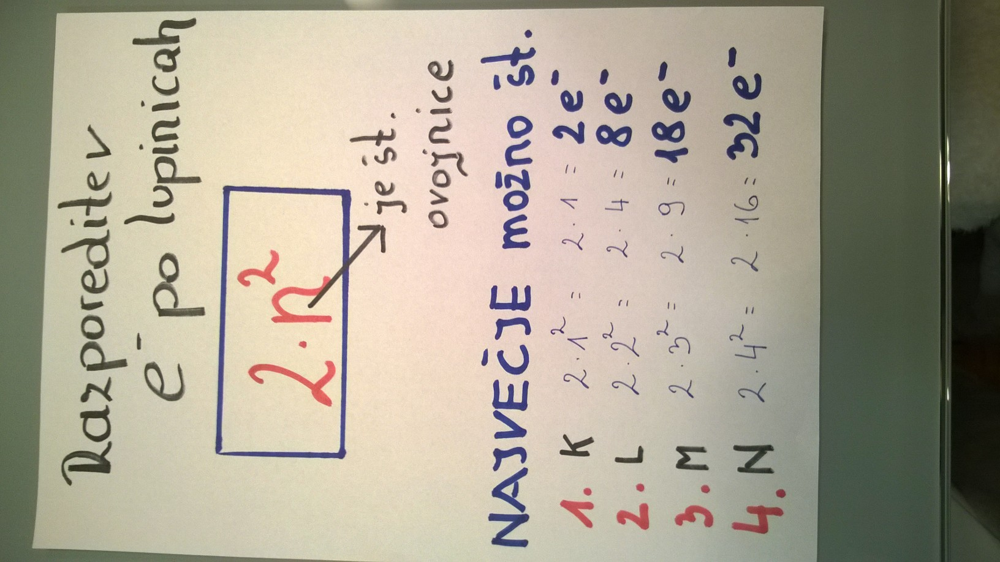 Razporeditev
e⁻ po lupinicah
2·n²
je št.
ovojnice
NAJVEČJE možno št.
1. K 2·1² = 2·1 = 2e⁻
2. L 2·2² = 2·4 = 8e⁻
3. M 2·3² = 2·9 = 18e⁻
4. N 2·4² = 2·16 = 32e⁻